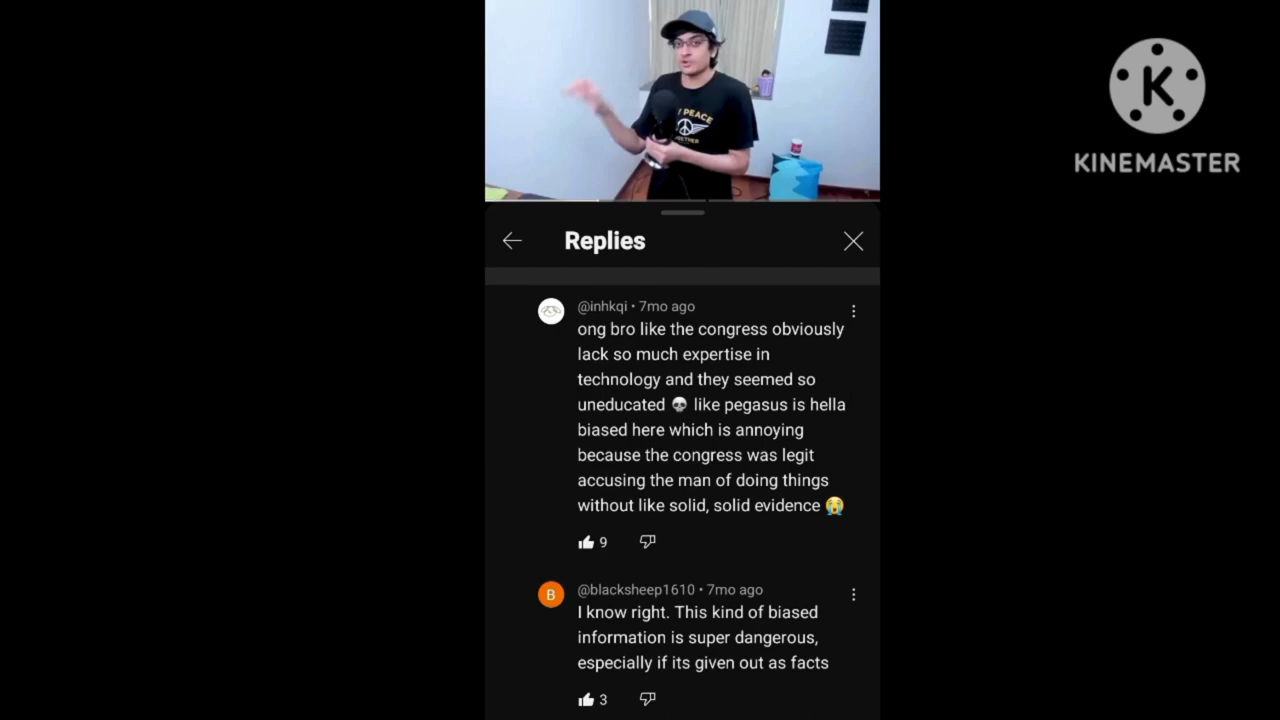 PEACE
TOGETHER
KINEMASTER
Replies
@inhkqi • 7mo ago
ong bro like the congress obviously
lack so much expertise in
technology and they seemed so
uneducated 💀 like pegasus is hella
biased here which is annoying
because the congress was legit
accusing the man of doing things
without like solid, solid evidence 😭
9
B
@blacksheep1610 • 7mo ago
I know right. This kind of biased
information is super dangerous,
especially if its given out as facts
3